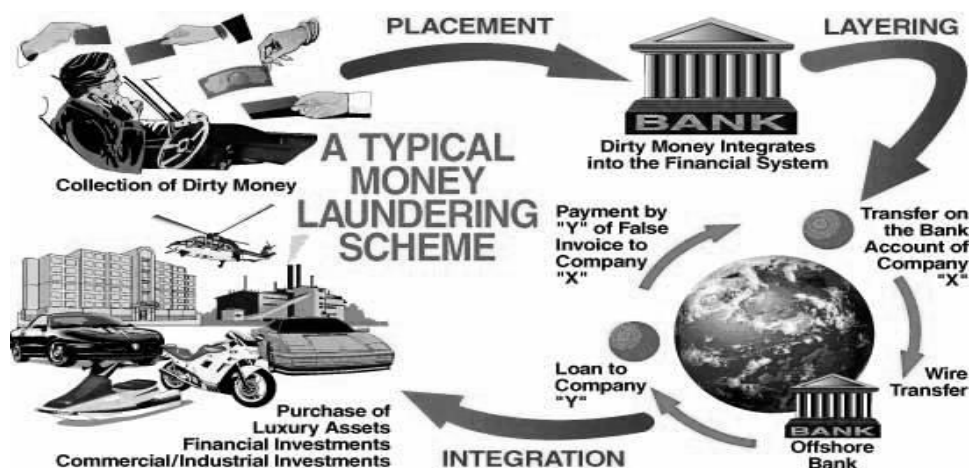 PLACEMENT
LAYERING
BANK
Dirty Money Integrates
into the Financial System
Collection of Dirty Money
A TYPICAL
MONEY
LAUNDERING
SCHEME
Payment by
"Y" of False
Invoice to
Company
"X"
Transfer on
the Bank
Account of
Company
"X"
Wire
Transfer
Loan to
Company
"Y"
BANK
Offshore
Bank
Purchase of
Luxury Assets
Financial Investments
Commercial/Industrial Investments
INTEGRATION